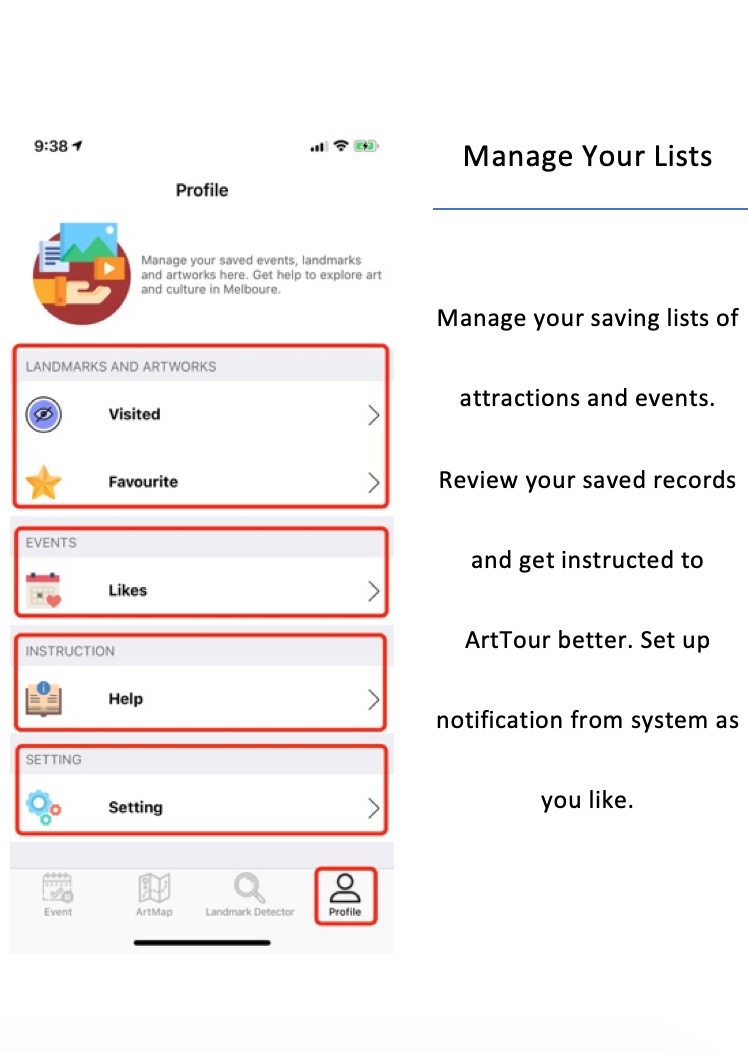 9:38
Profile
Manage your saved events, landmarks
and artworks here. Get help to explore art
and culture in Melboure.
LANDMARKS AND ARTWORKS
Visited
Favourite
EVENTS
Likes
INSTRUCTION
Help
SETTING
Setting
Event ArtMap Landmark Detector Profile
Manage Your Lists
Manage your saving lists of
attractions and events.
Review your saved records
and get instructed to
ArtTour better. Set up
notification from system as
you like.